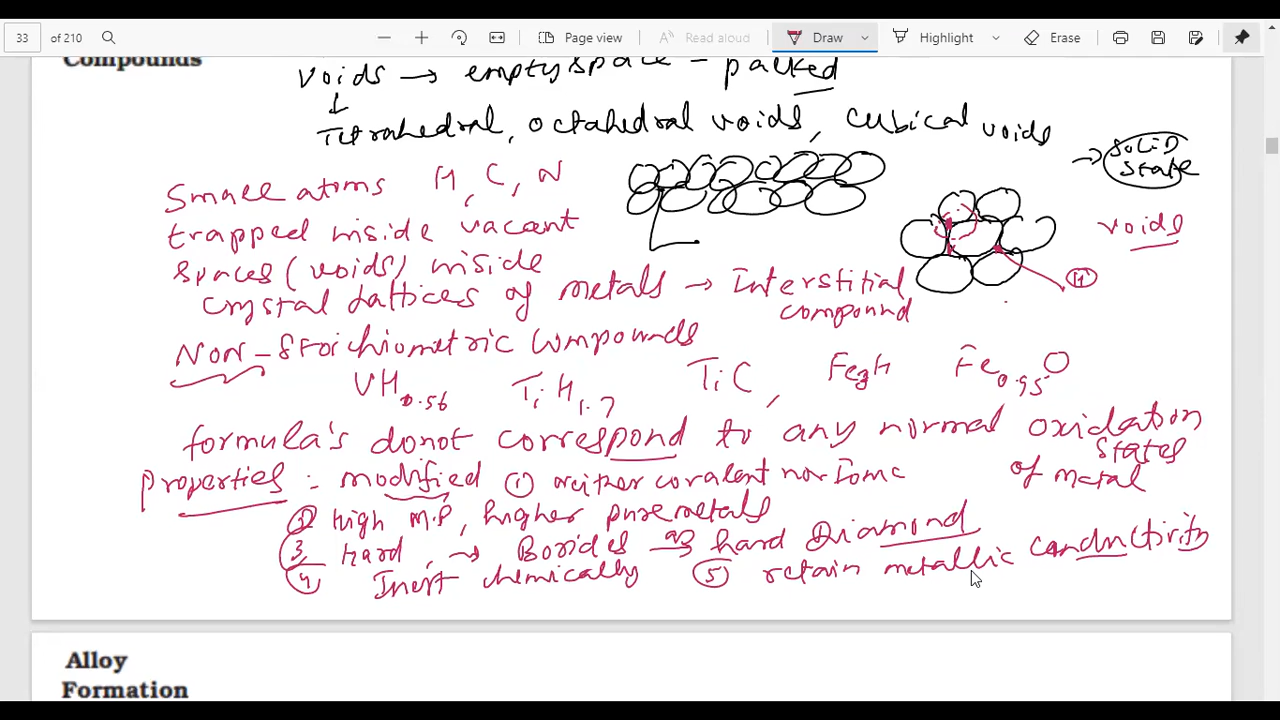 33 of 210 Page view Read aloud Draw Highlight Erase
Compounds
voids → empty space - packed
Tetrahedral, octahedral voids, cubical voids
→ solid state
Small atoms H, C, N
trapped inside vacant
voids
spaces (voids) inside
crystal lattices of metals → Interstitial compound
H
Non-stoichiometric compounds
VH0.56 TiH1.7 TiC, Fe3H Fe0.95O
formula's donot correspond to any normal oxidation states of metal
properties : modified ① neither covalent nor Ionic
② high M.P, higher pure metals
③ Hard, → Borides as hard Diamond
④ Inert chemically ⑤ retain metallic conductivity
Alloy
Formation